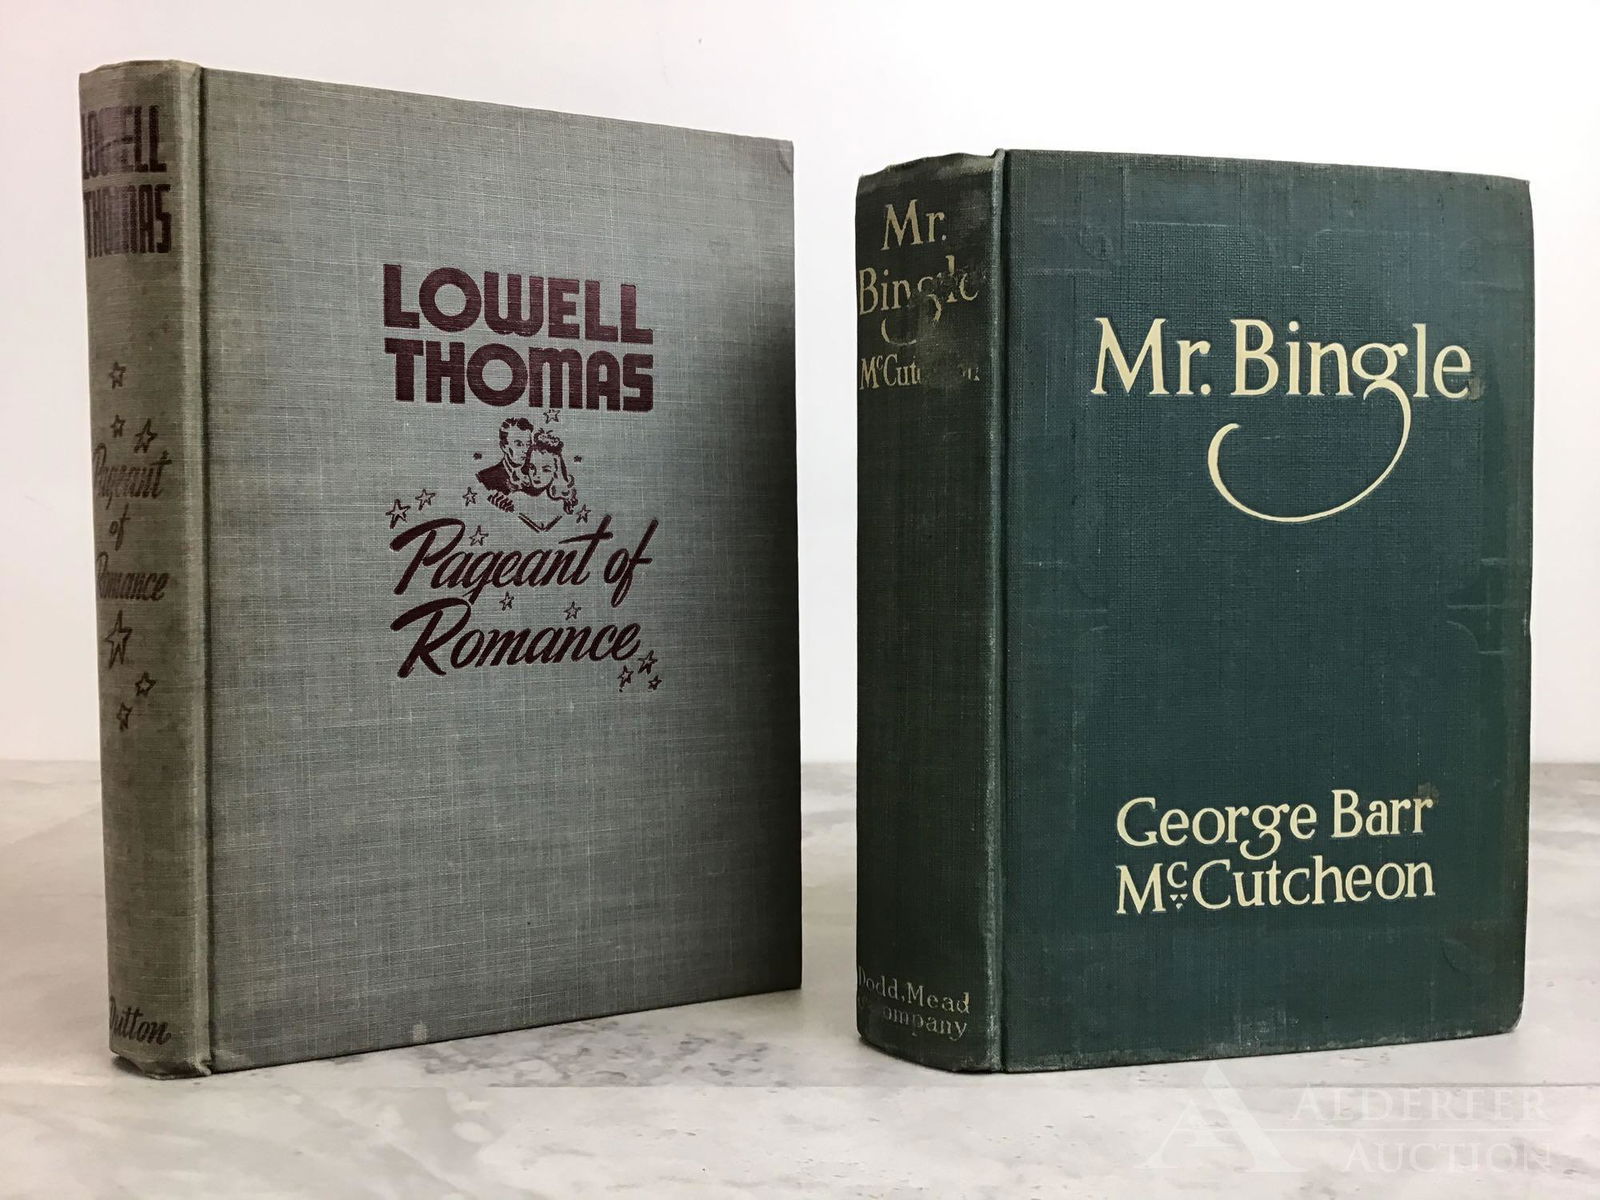 LOWELL
THOMAS
Pageant
of
Romance
Dutton
LOWELL
THOMAS
Pageant of
Romance
Mr.
Bingle
McCutcheon
Dodd, Mead
& Company
Mr. Bingle
George Barr
McCutcheon
ALDERFER
AUCTION